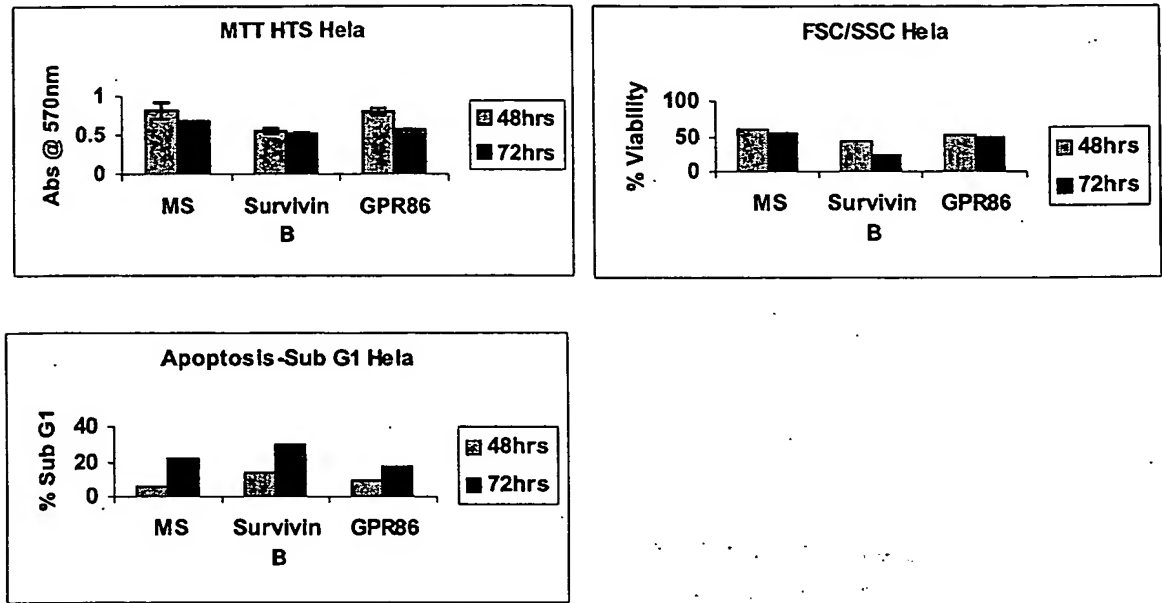 MTT HTS Hela
Abs @ 570nm
1
0.5
0
MS Survivin GPR86
B
48hrs
72hrs
FSC/SSC Hela
% Viability
100
50
0
MS Survivin GPR86
B
48hrs
72hrs
Apoptosis-Sub G1 Hela
% Sub G1
40
20
0
MS Survivin GPR86
B
48hrs
72hrs